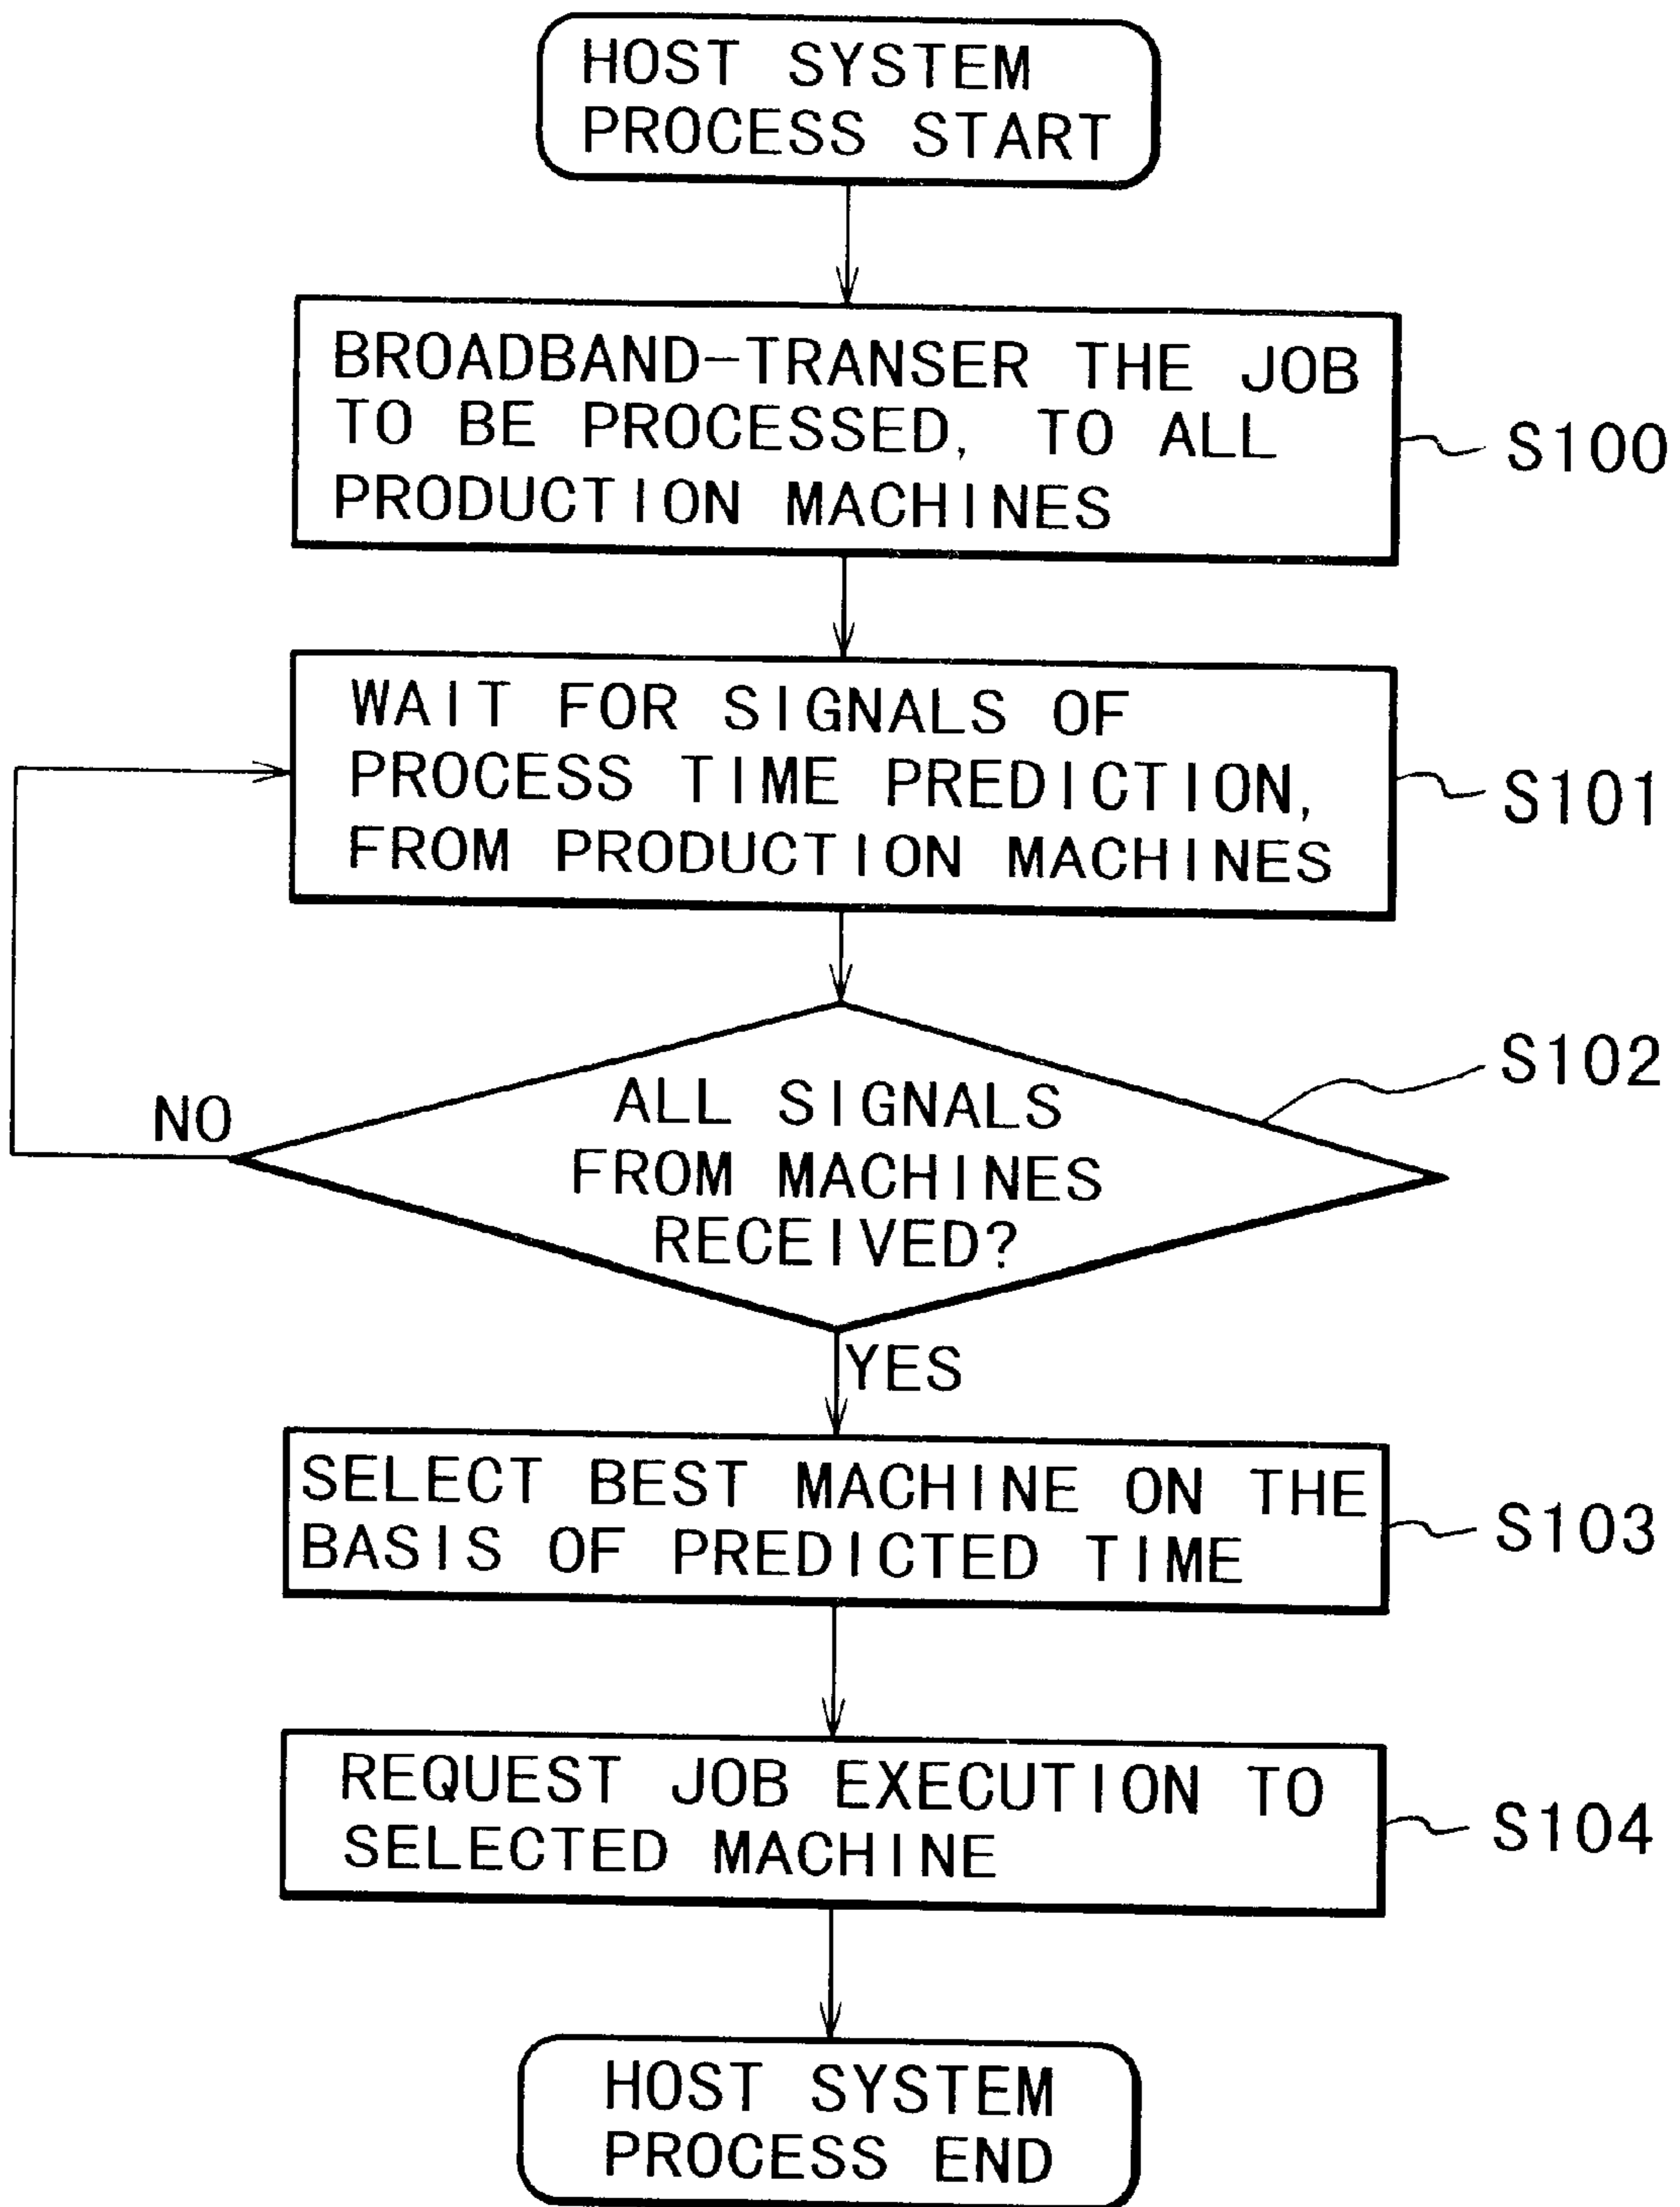 HOST SYSTEM
PROCESS START
BROADBAND-TRANSER THE JOB
TO BE PROCESSED, TO ALL
PRODUCTION MACHINES
S100
WAIT FOR SIGNALS OF
PROCESS TIME PREDICTION,
FROM PRODUCTION MACHINES
S101
ALL SIGNALS
FROM MACHINES
RECEIVED?
S102
NO
YES
SELECT BEST MACHINE ON THE
BASIS OF PREDICTED TIME
S103
REQUEST JOB EXECUTION TO
SELECTED MACHINE
S104
HOST SYSTEM
PROCESS END